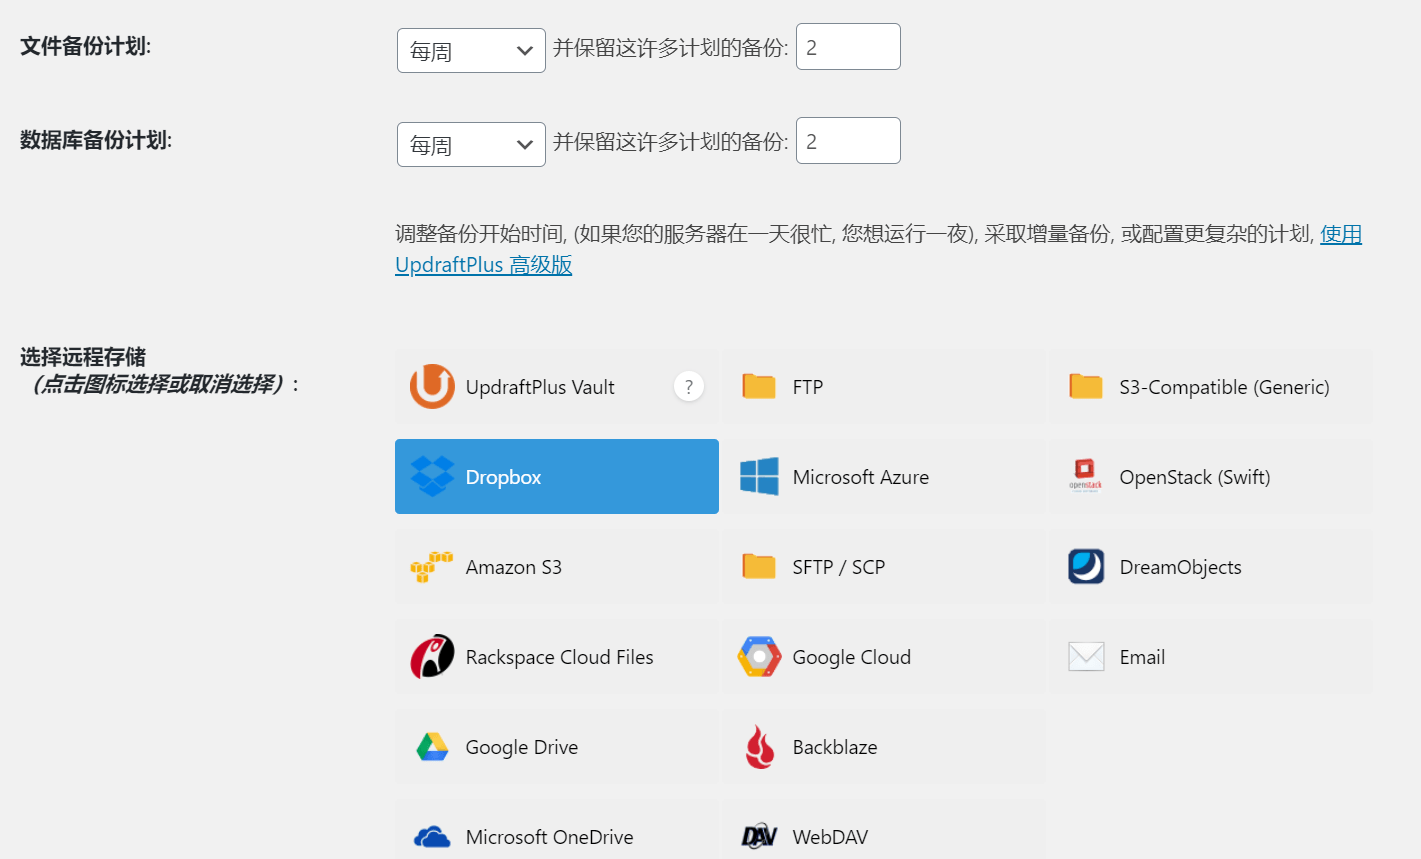 文件备份计划:
每周 并保留这许多计划的备份: 2
数据库备份计划:
每周 并保留这许多计划的备份: 2
调整备份开始时间, (如果您的服务器在一天很忙, 您想运行一夜), 采取增量备份, 或配置更复杂的计划, 使用
UpdraftPlus 高级版
选择远程存储
（点击图标选择或取消选择）:
UpdraftPlus Vault ? FTP S3-Compatible (Generic)
Dropbox Microsoft Azure openstack OpenStack (Swift)
Amazon S3 SFTP / SCP DreamObjects
Rackspace Cloud Files Google Cloud Email
Google Drive Backblaze
Microsoft OneDrive DAV WebDAV